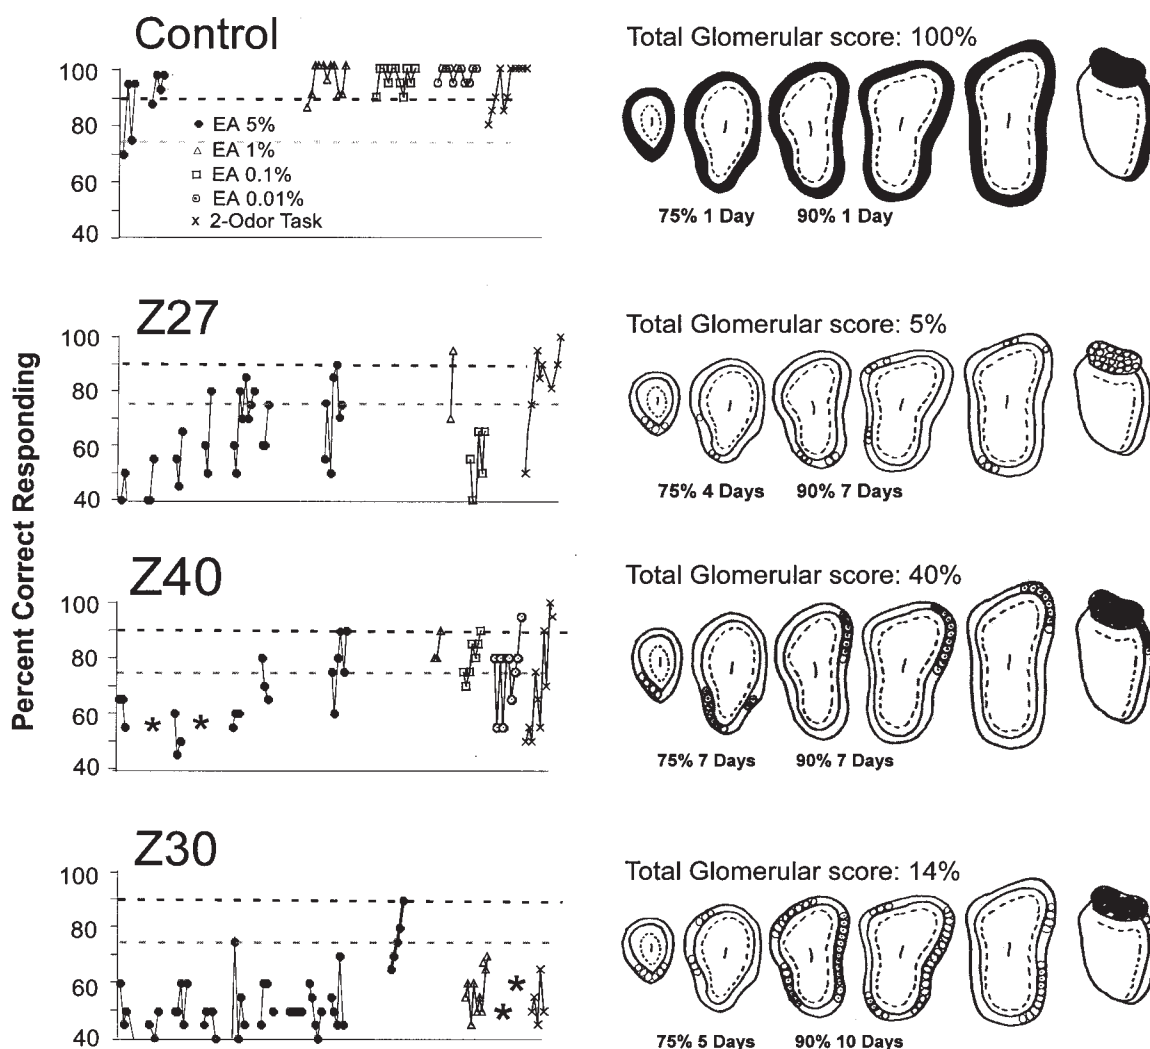 Percent Correct Responding
Control
100
80
60
40
EA 5%
EA 1%
EA 0.1%
EA 0.01%
2-Odor Task
Total Glomerular score: 100%
75% 1 Day
90% 1 Day
Z27
100
80
60
40
Total Glomerular score: 5%
75% 4 Days
90% 7 Days
Z40
100
80
60
40
*
*
Total Glomerular score: 40%
75% 7 Days
90% 7 Days
Z30
100
80
60
40
*
*
Total Glomerular score: 14%
75% 5 Days
90% 10 Days